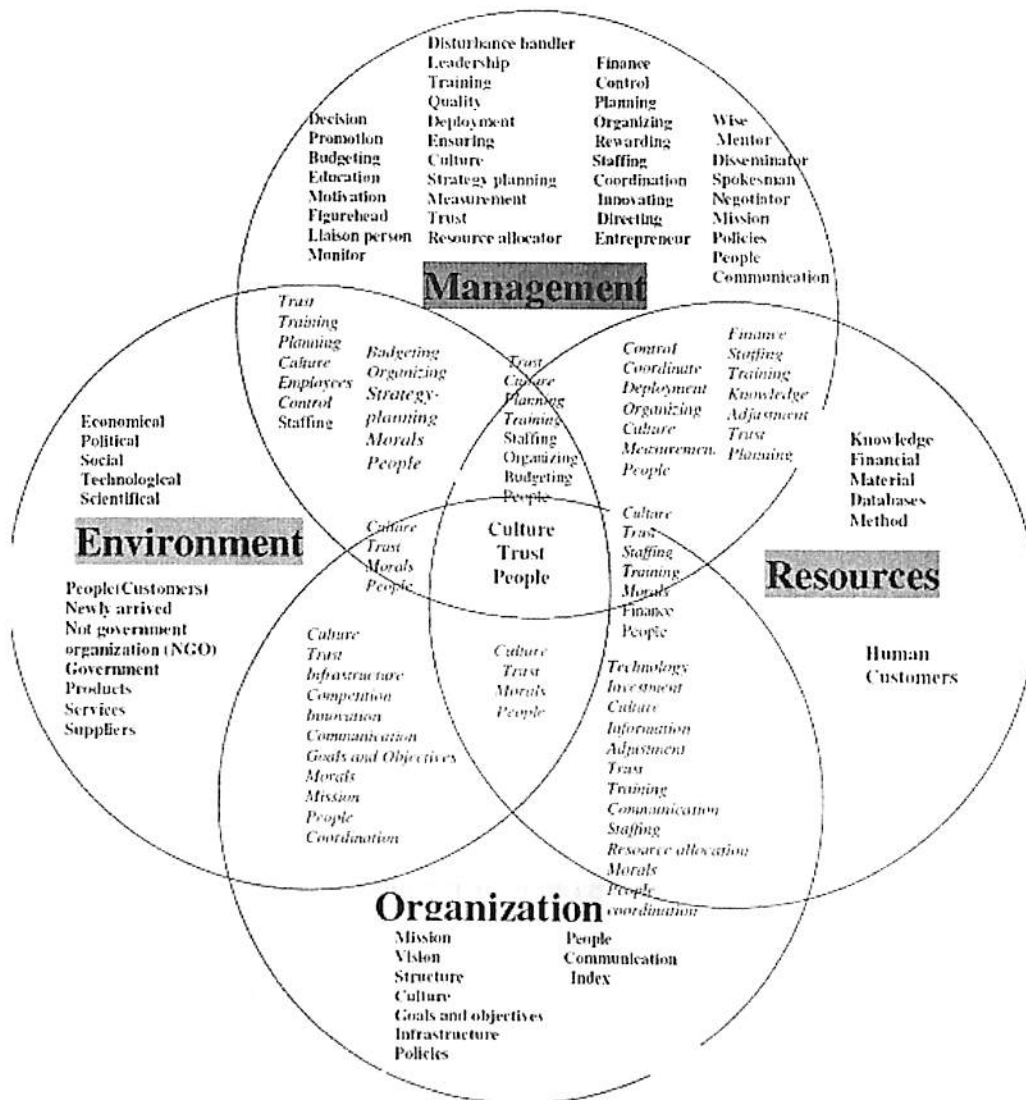 Disturbance handler
Leadership
Training
Quality
Deployment
Ensuring
Culture
Strategy planning
Measurement
Trust
Resource allocator
Finance
Control
Planning
Organizing
Rewarding
Staffing
Coordination
Innovating
Directing
Entrepreneur
Decision
Promotion
Budgeting
Education
Motivation
Figurehead
Liaison person
Monitor
Wise
Mentor
Disseminator
Spokesman
Negotiator
Mission
Policies
People
Communication
Management
Trust
Training
Planning
Culture
Employees
Control
Staffing
Budgeting
Organizing
Strategy-
planning
Morals
People
Trust
Culture
Planning
Training
Staffing
Organizing
Budgeting
People
Control
Coordinate
Deployment
Organizing
Culture
Measuremen.
People
Finance
Staffing
Training
Knowledge
Adjustment
Trust
Planning
Economical
Political
Social
Technological
Scientifical
Environment
People(Customers)
Newly arrived
Not government
organization (NGO)
Government
Products
Services
Suppliers
Culture
Trust
Morals
People
Culture
Trust
People
Culture
Trust
Staffing
Training
Morals
Finance
People
Knowledge
Financial
Material
Databases
Method
Resources
Human
Customers
Culture
Trust
Infrastructure
Competition
Innovation
Communication
Goals and Objectives
Morals
Mission
People
Coordination
Culture
Trust
Morals
People
Technology
Investment
Culture
Information
Adjustment
Trust
Training
Communication
Staffing
Resource allocation
Morals
People
coordination
Organization
Mission
Vision
Structure
Culture
Goals and objectives
Infrastructure
Policies
People
Communication
Index